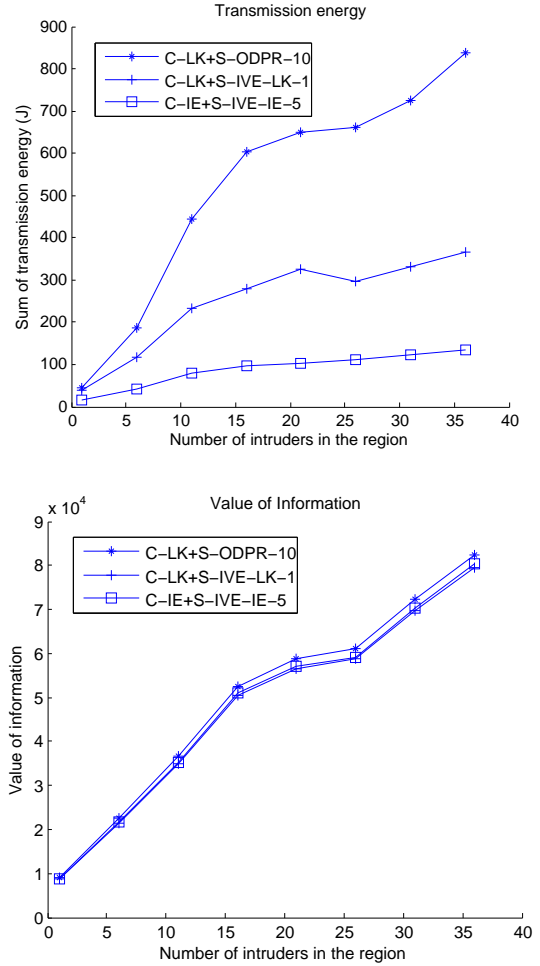 Transmission energy
900
800
700
600
500
400
300
200
100
0
Sum of transmission energy (J)
C−LK+S−ODPR−10
C−LK+S−IVE−LK−1
C−IE+S−IVE−IE−5
0 5 10 15 20 25 30 35 40
Number of intruders in the region
x 10^4
Value of Information
9
8
7
6
5
4
3
2
1
0
Value of information
C−LK+S−ODPR−10
C−LK+S−IVE−LK−1
C−IE+S−IVE−IE−5
0 5 10 15 20 25 30 35 40
Number of intruders in the region